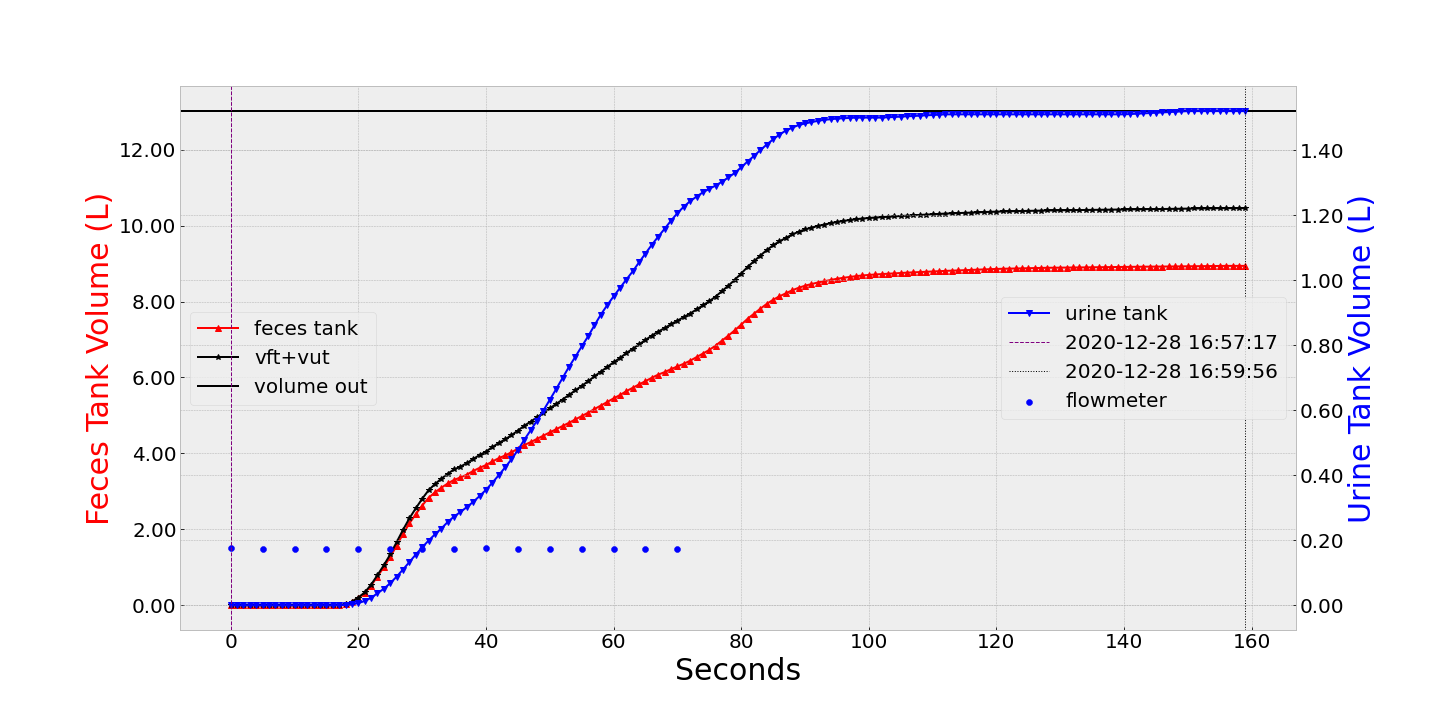 Feces Tank Volume (L)
12.00
10.00
8.00
6.00
4.00
2.00
0.00
feces tank
vft+vut
volume out
urine tank
2020-12-28 16:57:17
2020-12-28 16:59:56
flowmeter
1.40
1.20
1.00
0.80
0.60
0.40
0.20
0.00
Urine Tank Volume (L)
0 20 40 60 80 100 120 140 160
Seconds